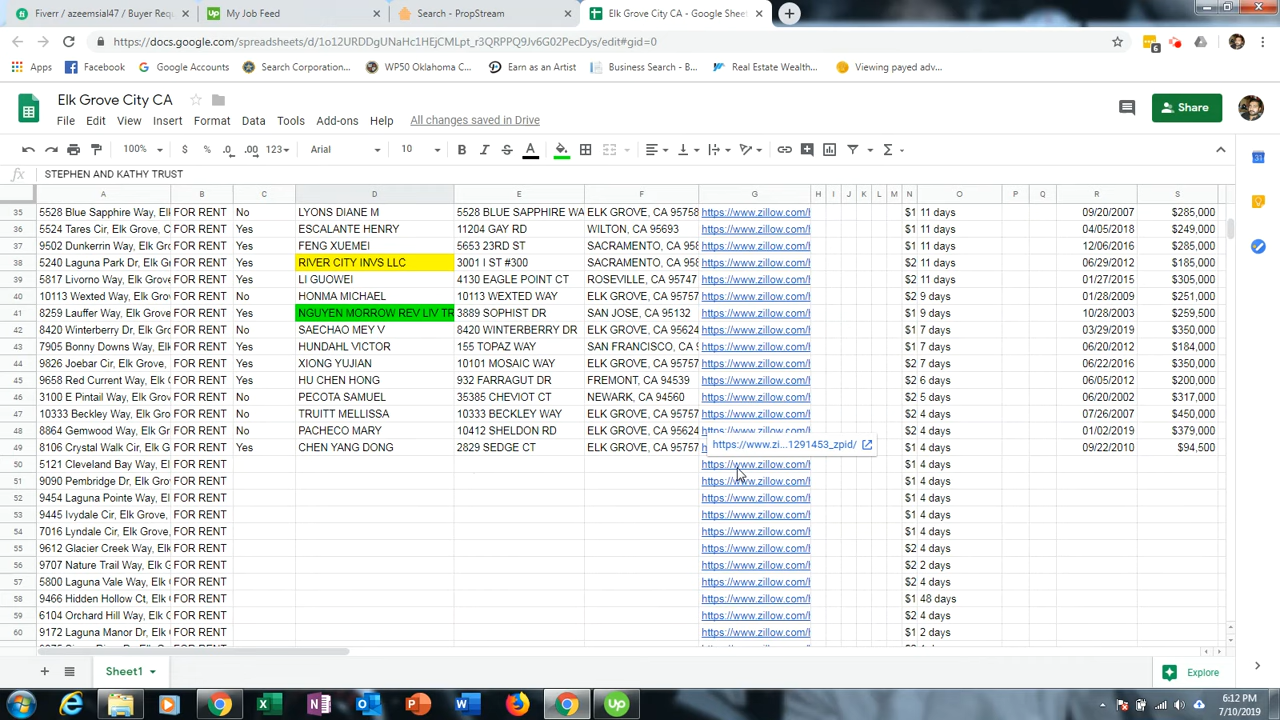 Fiverr / azeemsial47 / Buyer Req
My Job Feed
Search - PropStream
Elk Grove City CA - Google Sheet
https://docs.google.com/spreadsheets/d/1o12URDDgUNaHc1HEjCMLpt_r3QRPPQ9Jh6G0T02PecDys/edit#gid=0
6
Apps
Facebook
Google Accounts
Search Corporation...
WP50 Oklahoma C...
Earn as an Artist
Business Search - B...
Real Estate Wealth...
Viewing payed adv...
Elk Grove City CA
File Edit View Insert Format Data Tools Add-ons Help All changes saved in Drive
Share
100% $ % .0 .00 123 Arial 10 B I S A
fx STEPHEN AND KATHY TRUST
A B C D E F G H I J K L M N O P Q R S
35 5528 Blue Sapphire Way, El FOR RENT No LYONS DIANE M 5528 BLUE SAPPHIRE WA ELK GROVE, CA 95758 https://www.zillow.com/h $1 11 days 09/20/2007 $285,000
36 5524 Tares Cir, Elk Grove, FOR RENT Yes ESCALANTE HENRY 11204 GAY RD WILTON, CA 95693 https://www.zillow.com/h $1 11 days 04/05/2018 $249,000
37 9502 Dunkerrin Way, Elk Gr FOR RENT Yes FENG XUEMEI 5653 23RD ST SACRAMENTO, CA 958 https://www.zillow.com/h $1 11 days 12/06/2016 $285,000
38 5240 Laguna Park Dr, Elk G FOR RENT Yes RIVER CITY INVS LLC 3001 I ST #300 SACRAMENTO, CA 958 https://www.zillow.com/h $2 11 days 06/29/2012 $185,000
39 5817 Livorno Way, Elk Grov FOR RENT Yes LI GUOWEI 4130 EAGLE POINT CT ROSEVILLE, CA 95747 https://www.zillow.com/h $2 11 days 01/27/2005 $315,000
40 10113 Wexted Way, Elk Gro FOR RENT No HONMA MICHAEL 10113 WEXTED WAY ELK GROVE, CA 95757 https://www.zillow.com/h $2 9 days 01/28/2009 $251,000
41 8259 Lauffer Way, Elk Grove FOR RENT Yes NGUYEN MORROW REV LIV TR 3889 SOPHIST DR SAN JOSE, CA 95132 https://www.zillow.com/h $1 9 days 10/28/2003 $259,500
42 8420 Winterberry Dr, Elk Gr FOR RENT No SAECHAO MEY V 8420 WINTERBERRY DR ELK GROVE, CA 95624 https://www.zillow.com/h $1 7 days 03/29/2019 $350,000
43 7905 Bonny Downs Way, Elk FOR RENT Yes HUNDAHL VICTOR 155 TOPAZ WAY SAN FRANCISCO, CA 94 https://www.zillow.com/h $1 7 days 06/20/2012 $184,000
44 9826 Joebar Cir, Elk Grove, FOR RENT Yes XIONG YUJIAN 10101 MOSAIC WAY ELK GROVE, CA 95757 https://www.zillow.com/h $2 7 days 06/22/2016 $350,000
45 9658 Red Current Way, Elk FOR RENT Yes HU CHEN HONG 932 FARRAGUT DR FREMONT, CA 94539 https://www.zillow.com/h $2 6 days 06/05/2012 $200,000
46 3100 E Pintail Way, Elk Grov FOR RENT No PECOTA SAMUEL 35385 CHEVIOT CT NEWARK, CA 94560 https://www.zillow.com/h $2 5 days 06/20/2002 $317,000
47 10333 Beckley Way, Elk Gro FOR RENT No TRUITT MELLISSA 10333 BECKLEY WAY ELK GROVE, CA 95757 https://www.zillow.com/h $2 4 days 07/26/2007 $450,000
48 8864 Gemwood Way, Elk Gr FOR RENT No PACHECO MARY 10412 SHELDON RD ELK GROVE, CA 95624 https://www.zillow.com/h $2 4 days 01/02/2019 $379,000
https://www.zi...1291453_zpid/
49 7706 Crystal Walk Cir, Elk G FOR RENT Yes CHEN YANG DONG 2829 SEDGE CT ELK GROVE, CA 95757 $1 4 days 09/22/2010 $94,500
50 5121 Cleveland Bay Way, El FOR RENT https://www.zillow.com/h $1 4 days
51 9090 Pembridge Dr, Elk Gro FOR RENT https://www.zillow.com/h $1 4 days
52 9454 Laguna Pointe Way, E FOR RENT https://www.zillow.com/h $1 4 days
53 9445 Ivydale Cir, Elk Grove, FOR RENT https://www.zillow.com/h $1 4 days
54 7016 Lyndale Cir, Elk Grove, FOR RENT https://www.zillow.com/h $1 4 days
55 9612 Glacier Creek Way, Elk FOR RENT https://www.zillow.com/h $2 4 days
56 9707 Nature Trail Way, Elk G FOR RENT https://www.zillow.com/h $2 2 days
57 5800 Laguna Vale Way, Elk FOR RENT https://www.zillow.com/h $2 4 days
58 9466 Hidden Hollow Ct, Elk G FOR RENT https://www.zillow.com/h $1 48 days
59 6104 Orchard Hill Way, Elk G FOR RENT https://www.zillow.com/h $2 4 days
60 9172 Laguna Manor Dr, Elk FOR RENT https://www.zillow.com/h $1 2 days
Sheet1
Explore
6:12 PM
7/10/2019